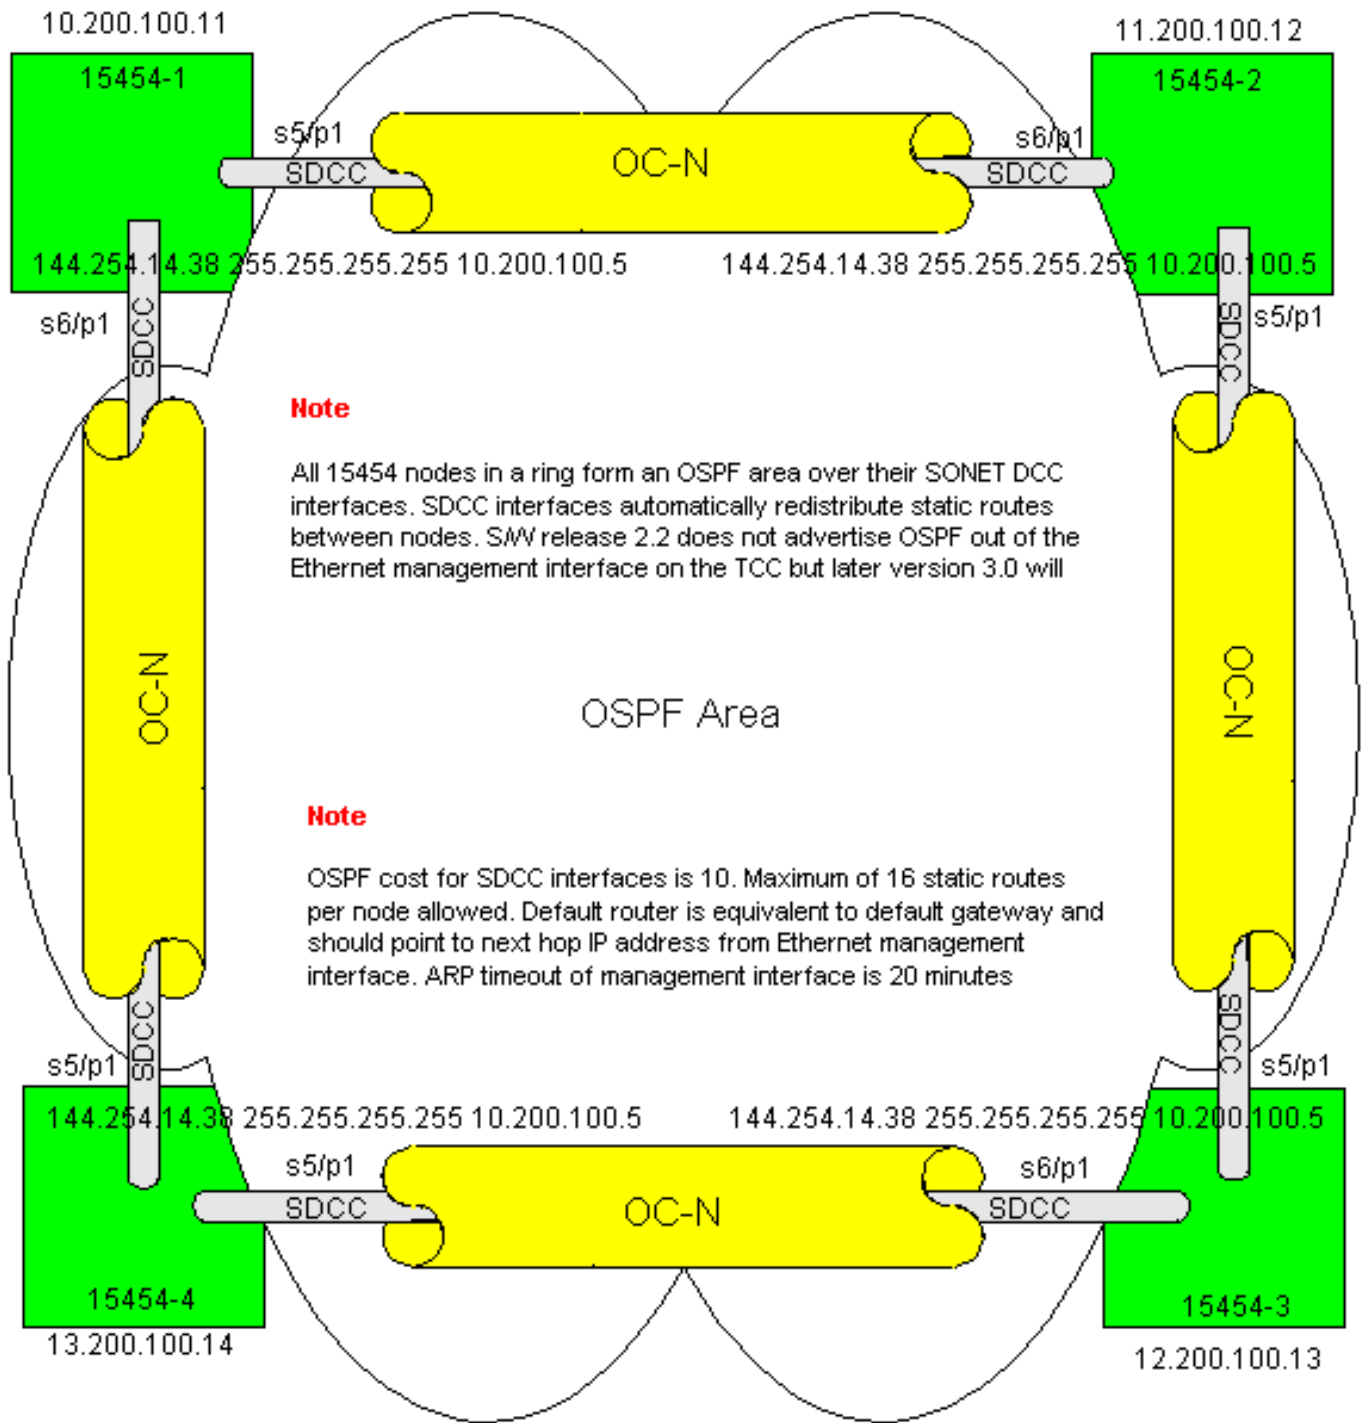 10.200.100.11
11.200.100.12
15454-1
15454-2
s5/p1
OC-N
s6/p1
SDCC
SDCC
144.254.14.38 255.255.255.255 10.200.100.5
144.254.14.38 255.255.255.255 10.200.100.5
s6/p1
SDCC
SDCC
s5/p1
Note
All 15454 nodes in a ring form an OSPF area over their SONET DCC
interfaces. SDCC interfaces automatically redistribute static routes
between nodes. S/W release 2.2 does not advertise OSPF out of the
Ethernet management interface on the TCC but later version 3.0 will
OC-N
OSPF Area
OC-N
Note
OSPF cost for SDCC interfaces is 10. Maximum of 16 static routes
per node allowed. Default router is equivalent to default gateway and
should point to next hop IP address from Ethernet management
interface. ARP timeout of management interface is 20 minutes
SDCC
SDCC
s5/p1
s5/p1
144.254.14.38 255.255.255.255 10.200.100.5
144.254.14.38 255.255.255.255 10.200.100.5
s5/p1
s6/p1
SDCC
OC-N
SDCC
15454-4
15454-3
13.200.100.14
12.200.100.13